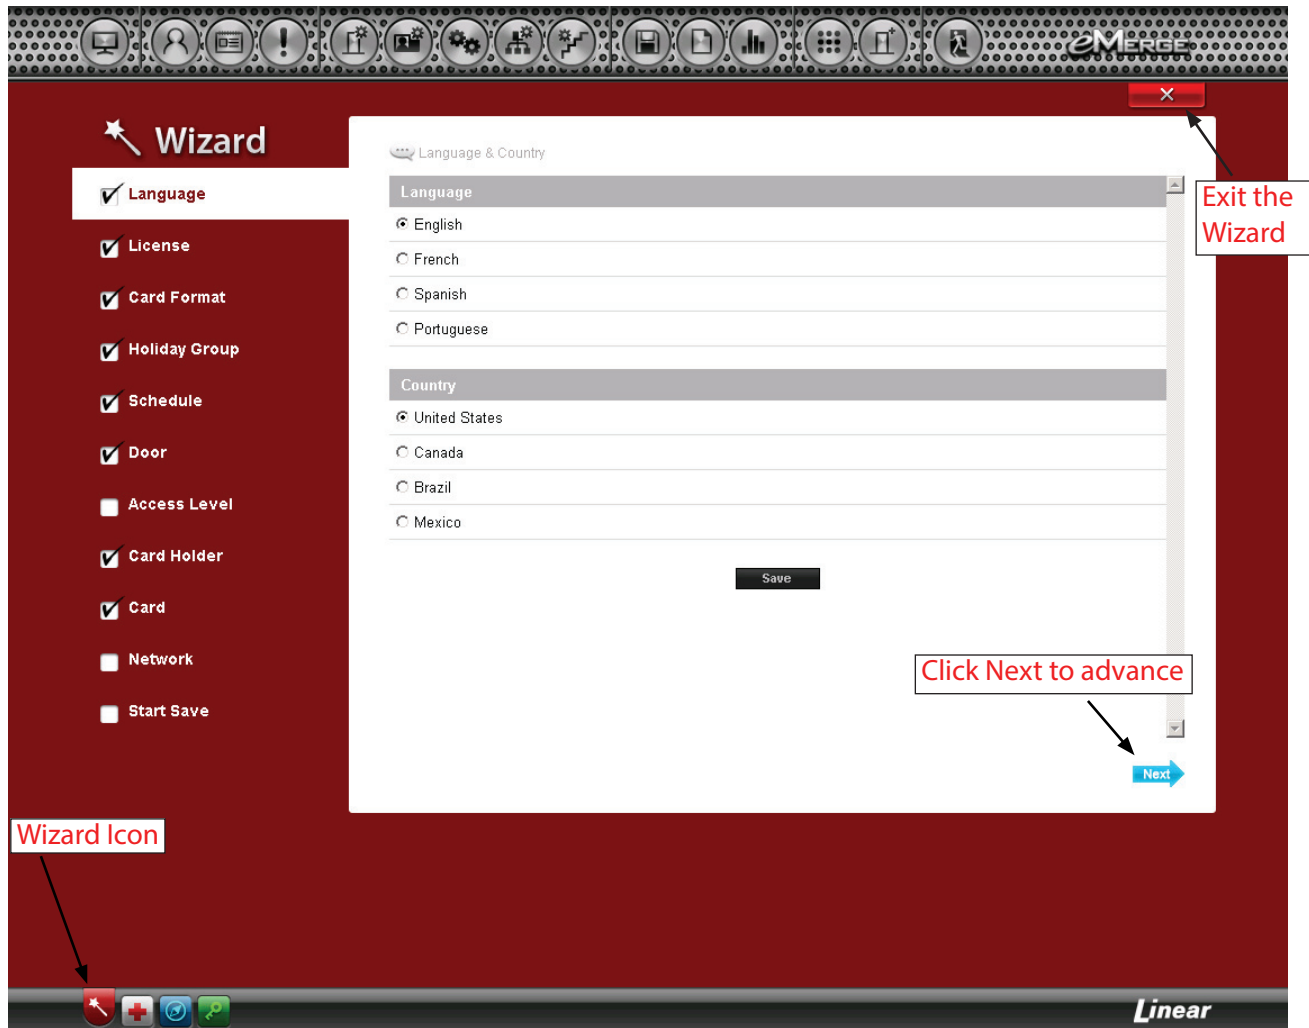 eMERGE
Wizard
Language
License
Card Format
Holiday Group
Schedule
Door
Access Level
Card Holder
Card
Network
Start Save
Language & Country
Language
English
French
Spanish
Portuguese
Country
United States
Canada
Brazil
Mexico
Save
Exit the
Wizard
Click Next to advance
Next
Wizard Icon
Linear